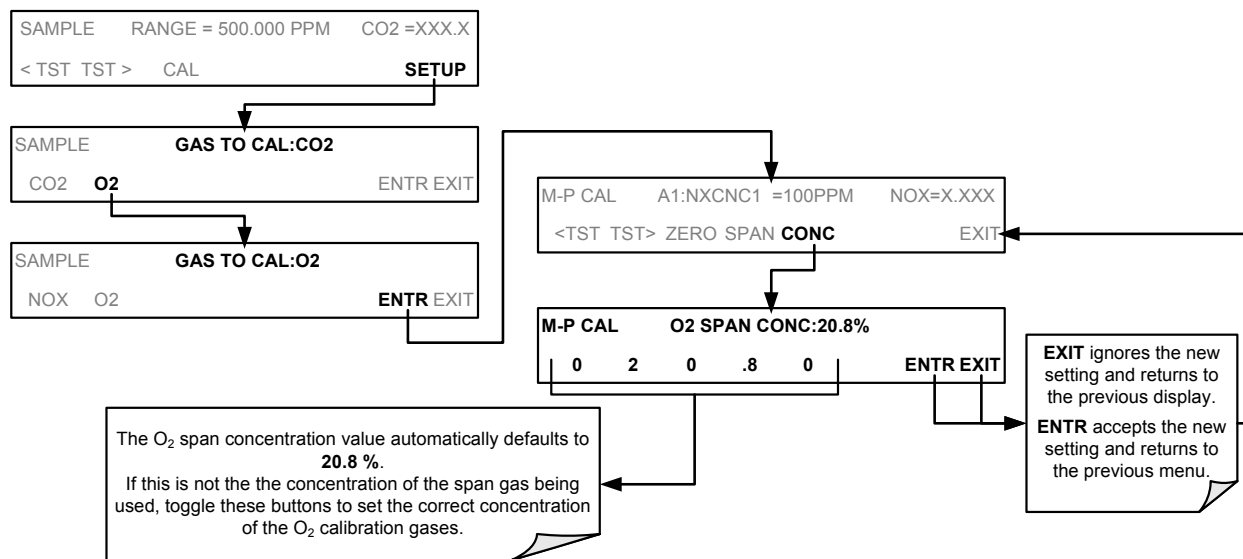 SAMPLE RANGE = 500.000 PPM CO2 =XXX.X
< TST TST > CAL SETUP
SAMPLE GAS TO CAL:CO2
CO2 O2 ENTR EXIT
SAMPLE GAS TO CAL:O2
NOX O2 ENTR EXIT
M-P CAL A1:NXCNC1 =100PPM NOX=X.XXX
<TST TST> ZERO SPAN CONC EXIT
M-P CAL O2 SPAN CONC:20.8%
0 2 0 .8 0 ENTR EXIT
The O2 span concentration value automatically defaults to
20.8 %.
If this is not the the concentration of the span gas being
used, toggle these buttons to set the correct concentration
of the O2 calibration gases.
EXIT ignores the new
setting and returns to
the previous display.
ENTR accepts the new
setting and returns to
the previous menu.